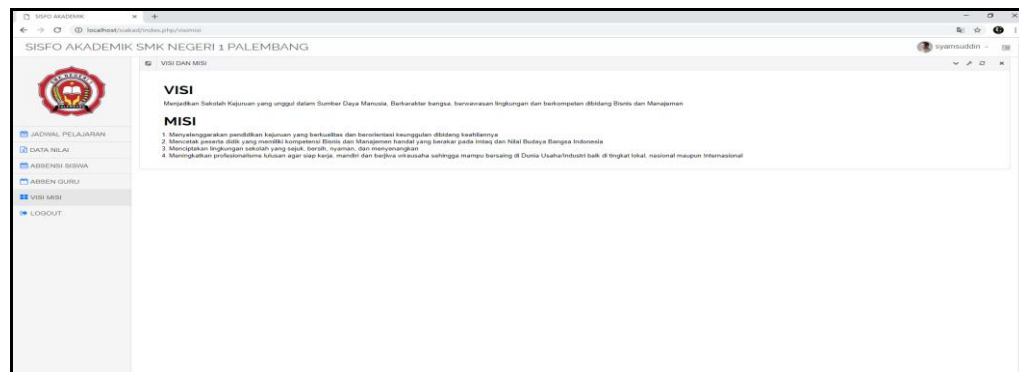 SISFO AKADEMIK
localhost/siakad/index.php/visimisi
SISFO AKADEMIK SMK NEGERI 1 PALEMBANG
syamsuddin
VISI DAN MISI
VISI
Menjadikan Sekolah Kejuruan yang unggul dalam Sumber Daya Manusia, Berkarakter bangsa, berwawasan lingkungan dan berkompeten dibidang Bisnis dan Manajemen
MISI
1. Menyelenggarakan pendidikan kejuruan yang berkualitas dan berorientasi keunggulan dibidang keahliannya
2. Mencetak peserta didik yang memiliki kompetensi Bisnis dan Manajemen handal yang berakar pada imtaq dan Nilai Budaya Bangsa Indonesia
3. Menciptakan lingkungan sekolah yang sejuk, bersih, nyaman, dan menyenangkan
4. Meningkatkan profesionalisme lulusan agar siap kerja, mandiri dan berjiwa wirausaha sehingga mampu bersaing di Dunia Usaha/Industri baik di tingkat lokal, nasional maupun Internasional
JADWAL PELAJARAN
DATA NILAI
ABSENSI SISWA
ABSEN GURU
VISI MISI
LOGOUT